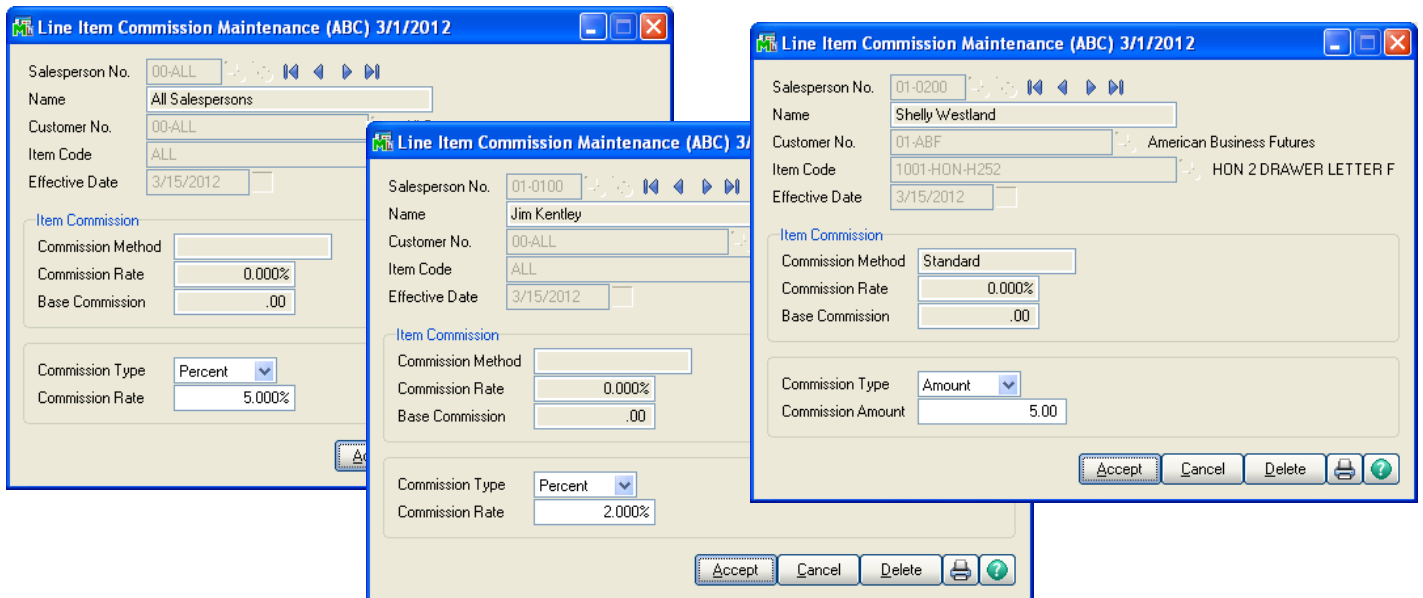 Line Item Commission Maintenance (ABC) 3/1/2012
Salesperson No. 00-ALL
Name All Salespersons
Customer No. 00-ALL
Item Code ALL
Effective Date 3/15/2012
Item Commission
Commission Method
Commission Rate 0.000%
Base Commission .00
Commission Type Percent
Commission Rate 5.000%
Line Item Commission Maintenance (ABC)
Salesperson No. 01-0100
Name Jim Kentley
Customer No. 00-ALL
Item Code ALL
Effective Date 3/15/2012
Item Commission
Commission Method
Commission Rate 0.000%
Base Commission .00
Commission Type Percent
Commission Rate 2.000%
Accept Cancel Delete
Line Item Commission Maintenance (ABC) 3/1/2012
Salesperson No. 01-0200
Name Shelly Westland
Customer No. 01-ABF American Business Futures
Item Code 1001-HON-H252 HON 2 DRAWER LETTER F
Effective Date 3/15/2012
Item Commission
Commission Method Standard
Commission Rate 0.000%
Base Commission .00
Commission Type Amount
Commission Amount 5.00
Accept Cancel Delete